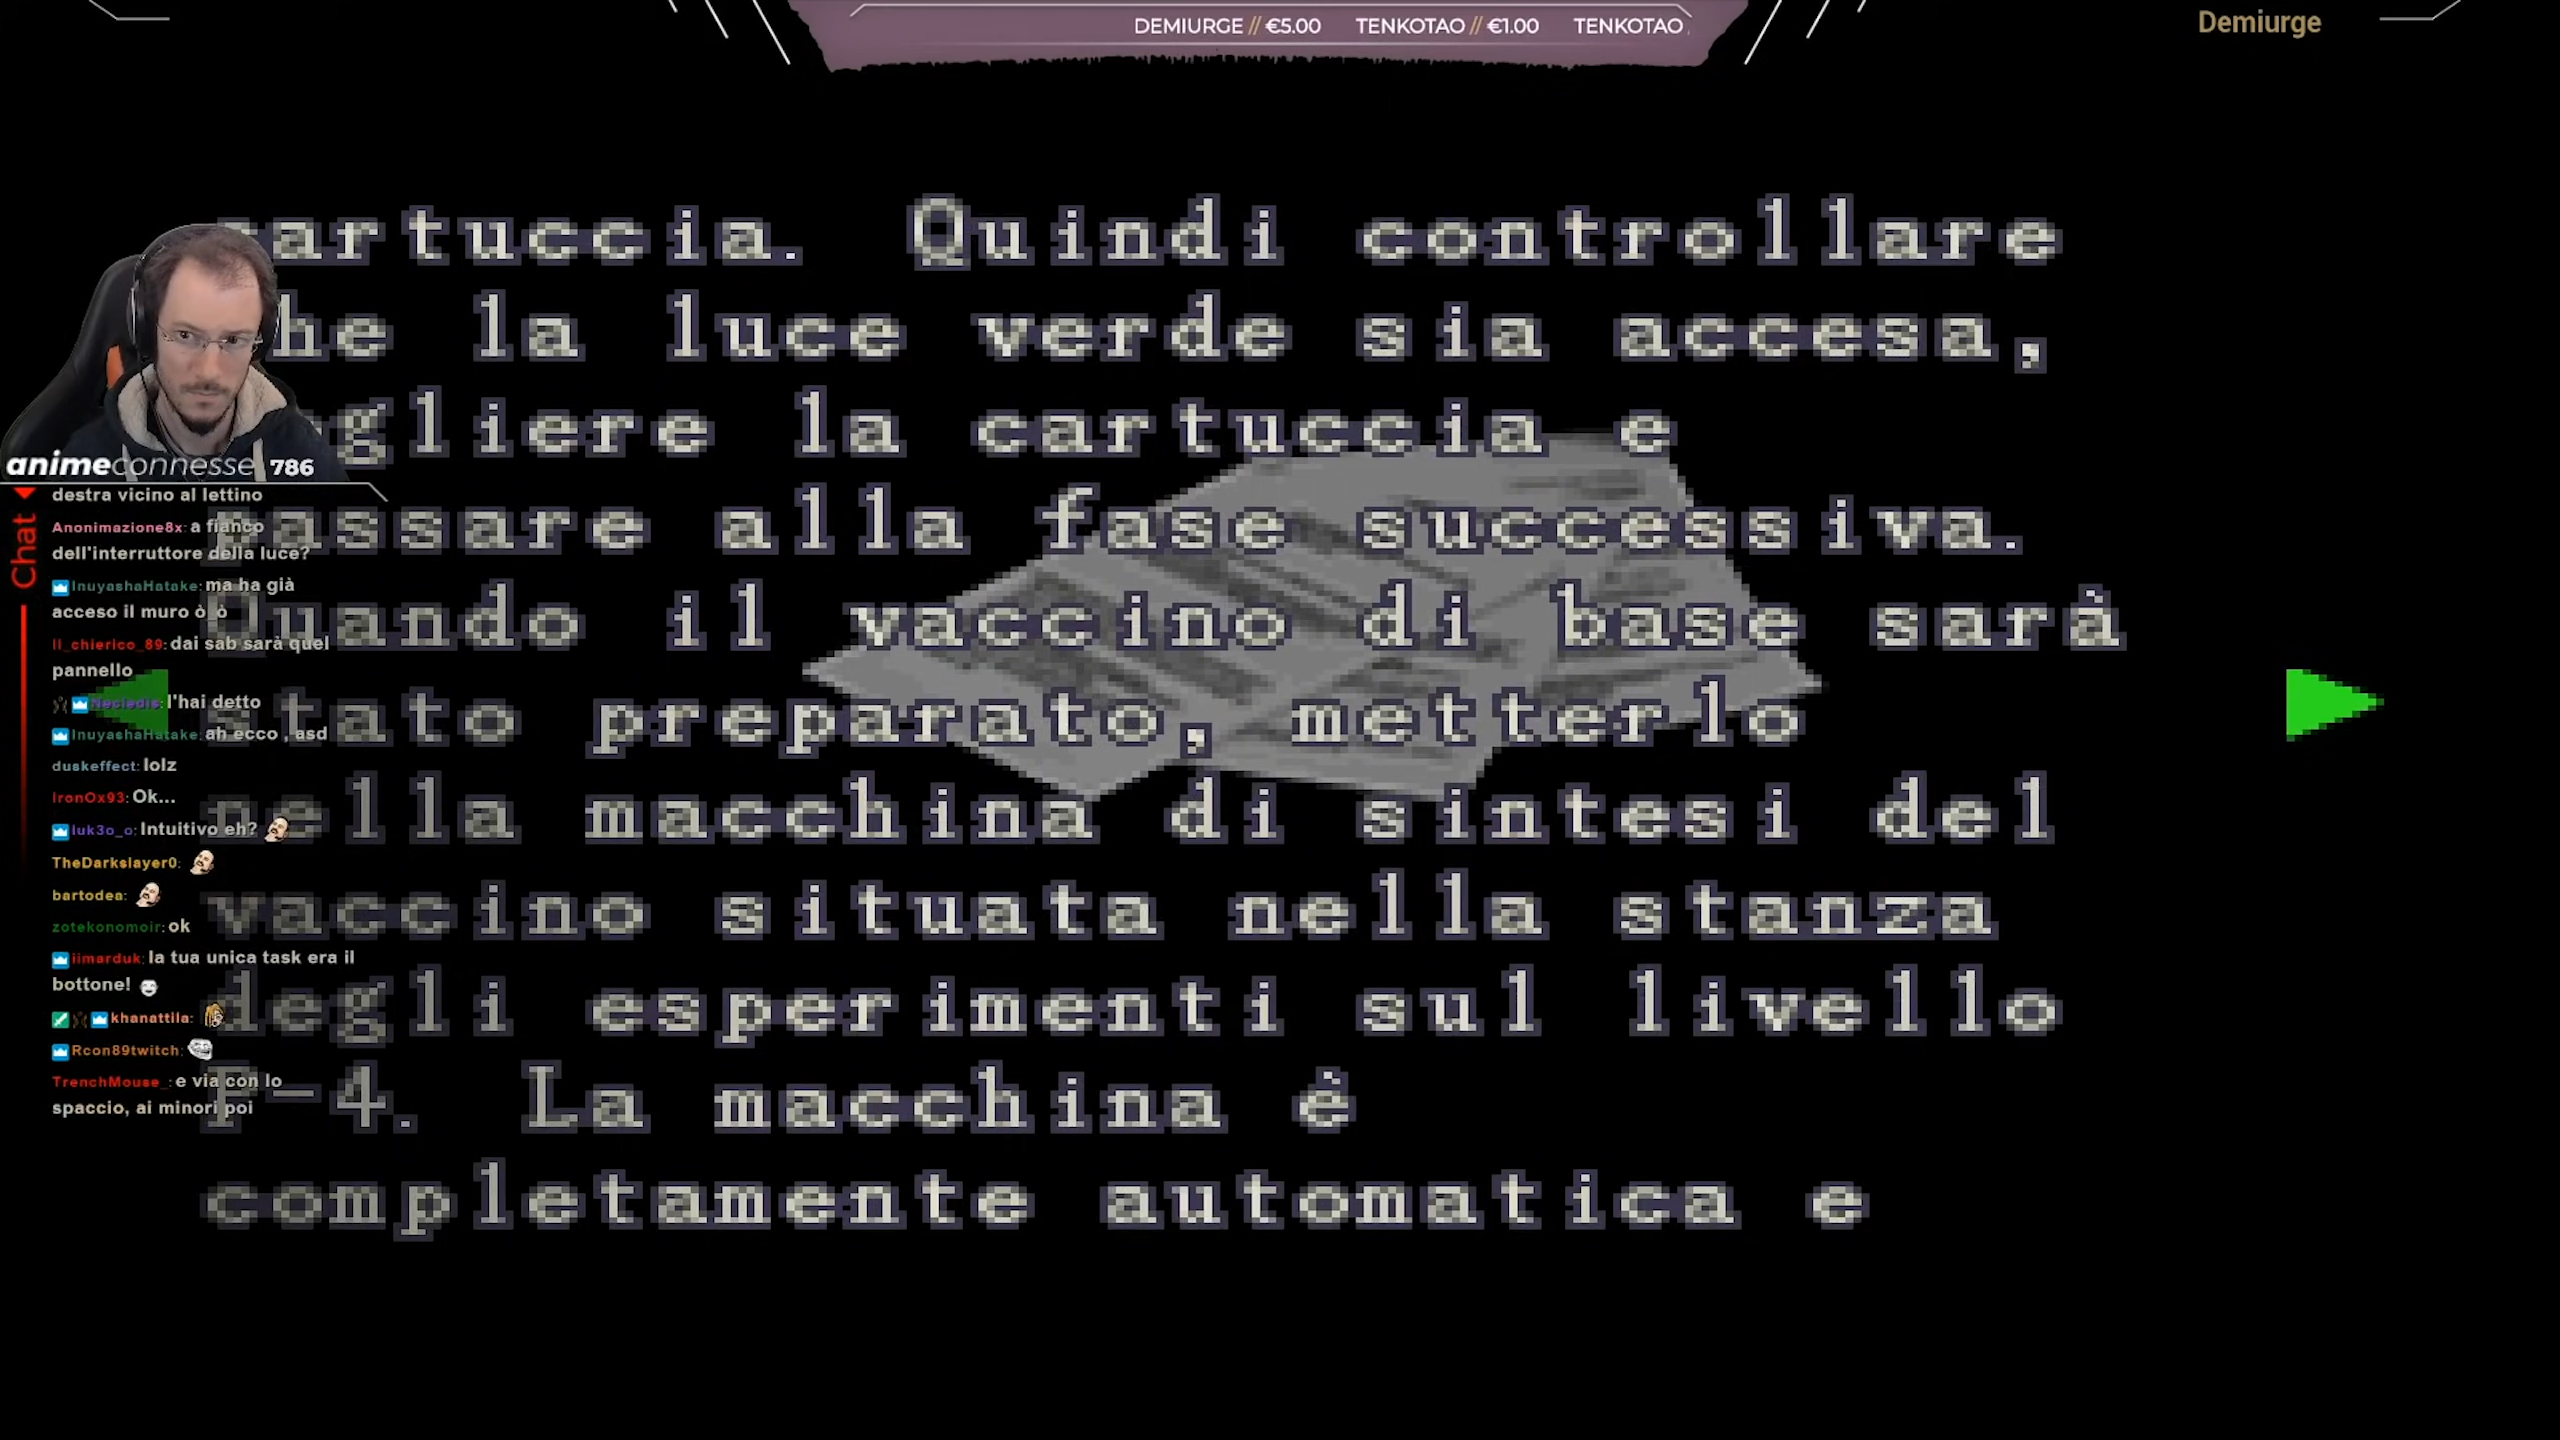 DEMIURGE // €5.00 TENKOTAO // €1.00 TENKOTAO
Demiurge
cartuccia. Quindi controllare
che la luce verde sia accesa,
togliere la cartuccia e
passare alla fase successiva.
Quando il vaccino di base sarà
stato preparato, metterlo
nella macchina di sintesi del
vaccino situata nella stanza
degli esperimenti sul livello
P-4. La macchina è
completamente automatica e
animeconnesse 786
Chat
destra vicino al lettino
Anonimazione8x: a fianco
dell'interruttore della luce?
InuyashaHatake: ma ha già
acceso il muro ò ò
Il_chierico_89: dai sab sarà quel
pannello
Necledis: l'hai detto
InuyashaHatake: ah ecco , asd
duskeffect: lolz
IronOx93: Ok...
luk3o_o: Intuitivo eh?
TheDarkslayer0:
bartodea:
zotekonomoir: ok
iimarduk: la tua unica task era il
bottone!
khanattila:
Rcon89twitch:
TrenchMouse_: e via con lo
spaccio, ai minori poi